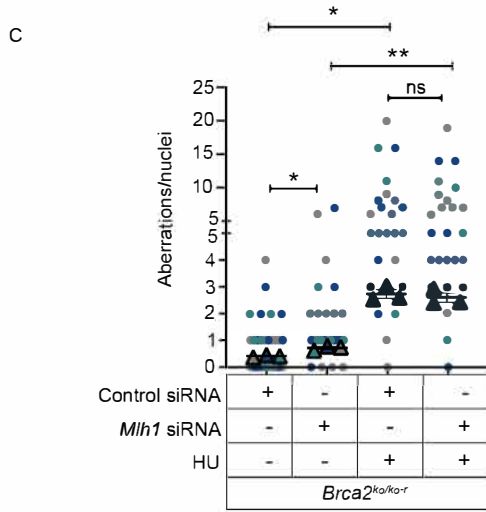 C
*
**
ns
*
Aberrations/nuclei
25
20
15
10
5
5
4
3
2
1
0
Control siRNA + - + -
Mlh1 siRNA - + - +
HU - - + +
Brca2ko/ko-r